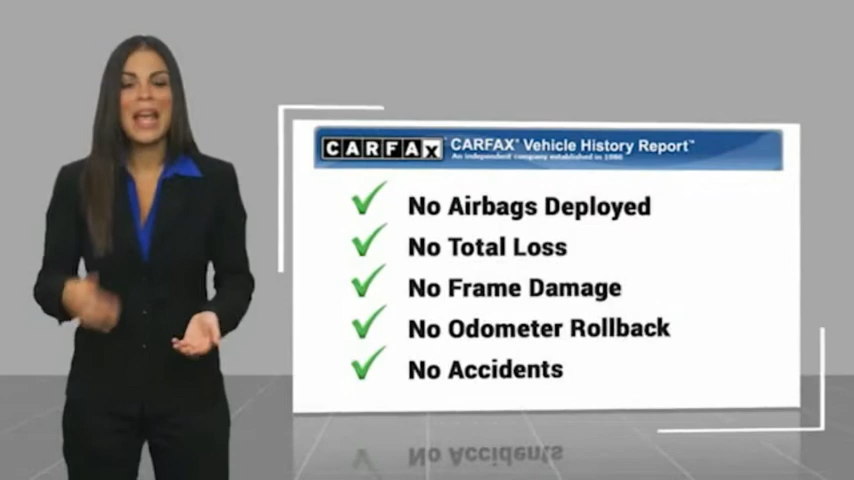 CARFAX CARFAX® Vehicle History Report™
An independent company established in 1986
No Airbags Deployed
No Total Loss
No Frame Damage
No Odometer Rollback
No Accidents
No Accidents